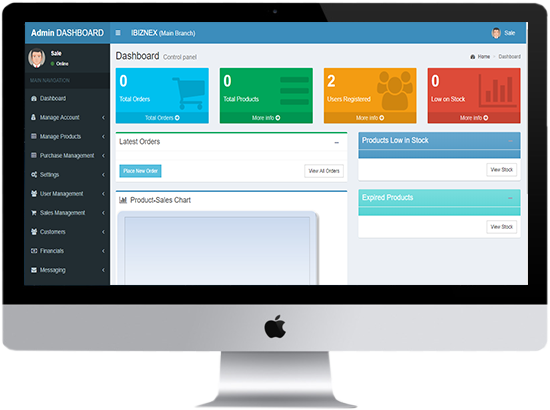 Admin DASHBOARD
IBIZNEX (Main Branch)
Sale
Sale
Online
MAIN NAVIGATION
Dashboard
Manage Account
Manage Products
Purchase Management
Settings
User Management
Sales Management
Customers
Financials
Messaging
Dashboard Control panel
Home > Dashboard
0
Total Orders
Total Orders
0
Total Products
More info
2
Users Registered
More info
0
Low on Stock
More info
Latest Orders
Place New Order
View All Orders
Product-Sales Chart
Products Low in Stock
View Stock
Expired Products
View Stock